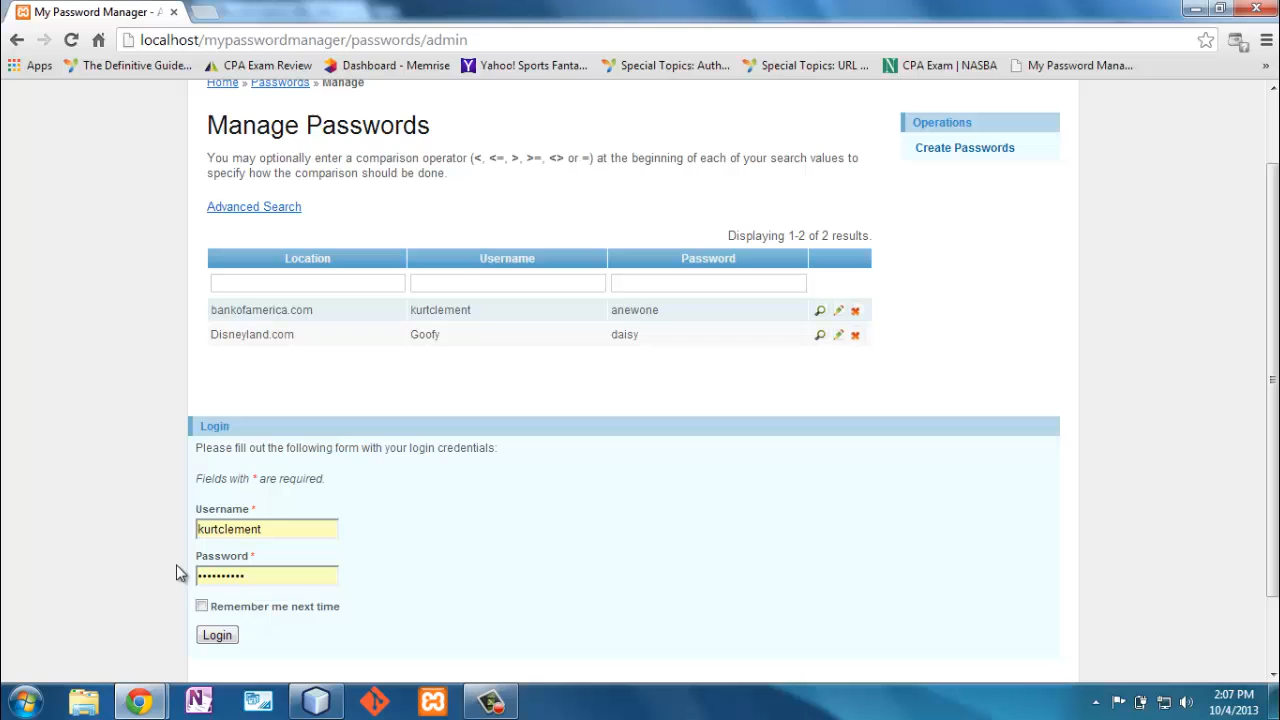 My Password Manager - A
localhost/mypasswordmanager/passwords/admin
Apps The Definitive Guide... CPA Exam Review Dashboard - Memrise Yahoo! Sports Fanta... Special Topics: Auth... Special Topics: URL ... CPA Exam | NASBA My Password Mana... »
Home » Passwords » Manage
Manage Passwords
You may optionally enter a comparison operator (<, <=, >, >=, <> or =) at the beginning of each of your search values to
specify how the comparison should be done.
Advanced Search
Operations
Create Passwords
Displaying 1-2 of 2 results.
Location Username Password
bankofamerica.com kurtclement anewone
Disneyland.com Goofy daisy
Login
Please fill out the following form with your login credentials:
Fields with * are required.
Username *
kurtclement
Password *
••••••••••
Remember me next time
Login
2:07 PM
10/4/2013